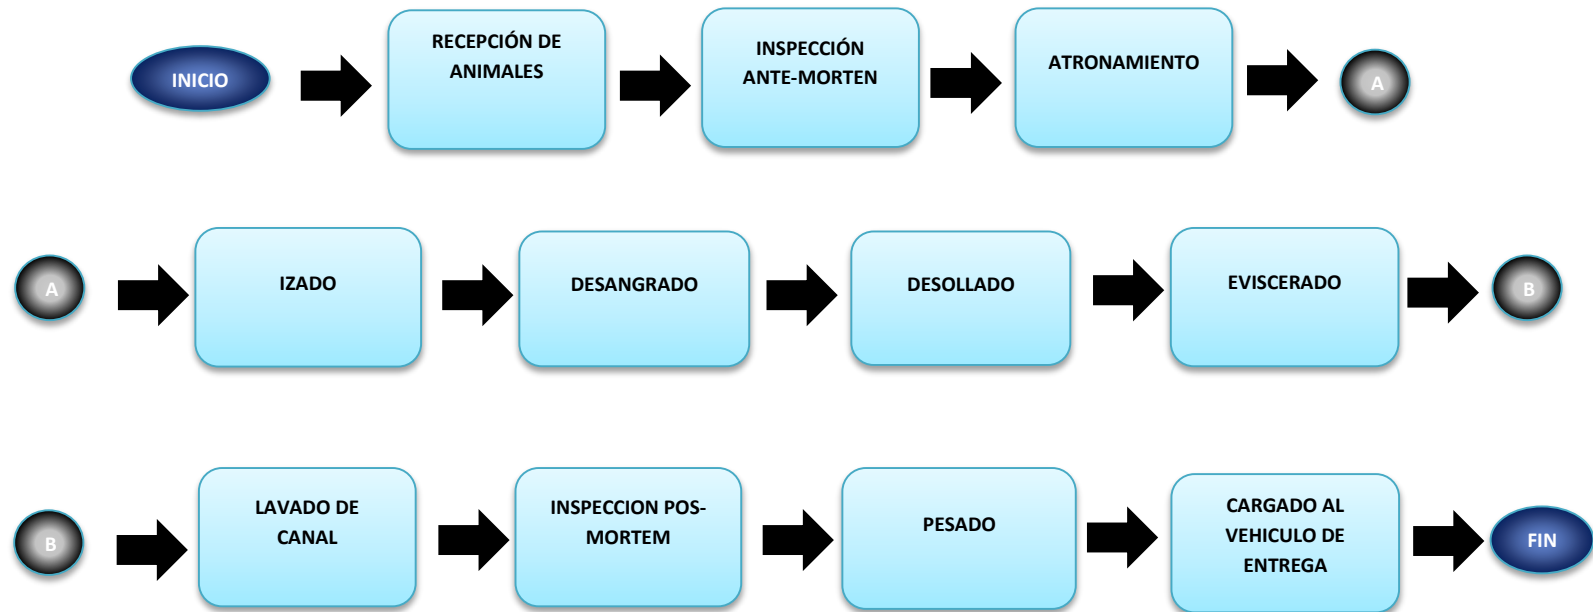 INICIO
RECEPCIÓN DE
ANIMALES
INSPECCIÓN
ANTE-MORTEN
ATRONAMIENTO
A
A
IZADO
DESANGRADO
DESOLLADO
EVISCERADO
B
B
LAVADO DE
CANAL
INSPECCION POS-
MORTEM
PESADO
CARGADO AL
VEHICULO DE
ENTREGA
FIN